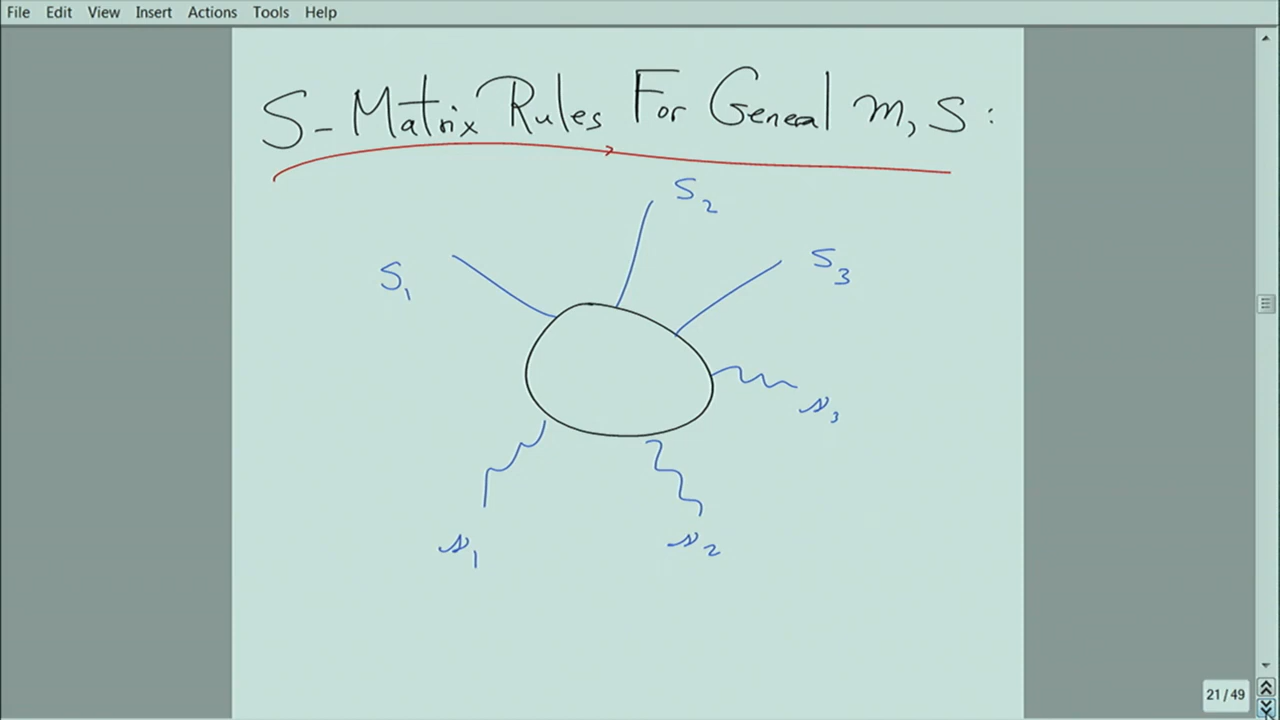 File Edit View Insert Actions Tools Help
S-Matrix Rules For General m, S:
S2
S1
S3
s3
s1
s2
21 / 49